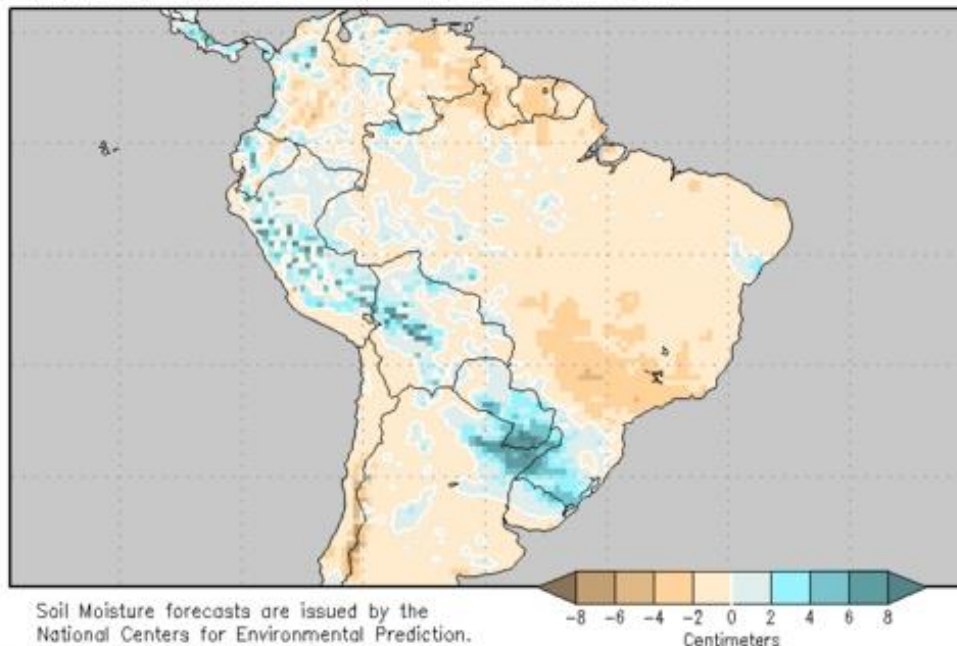 Soil Moisture forecasts are issued by the
National Centers for Environmental Prediction.
-8 -6 -4 -2 0 2 4 6 8
Centimeters